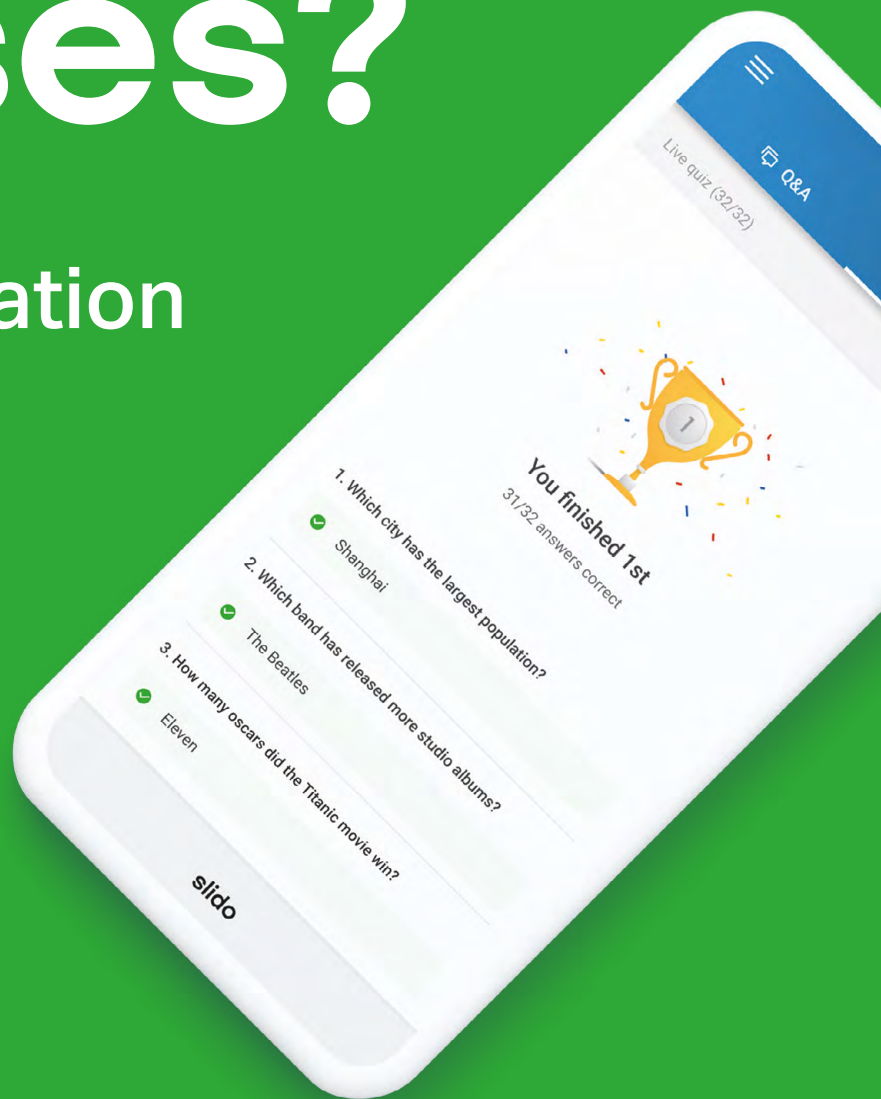 ses?
ation
Q&A
Live quiz (32/32)
1
You finished 1st
31/32 answers correct
1. Which city has the largest population?
Shanghai
2. Which band has released more studio albums?
The Beatles
3. How many oscars did the Titanic movie win?
Eleven
slido